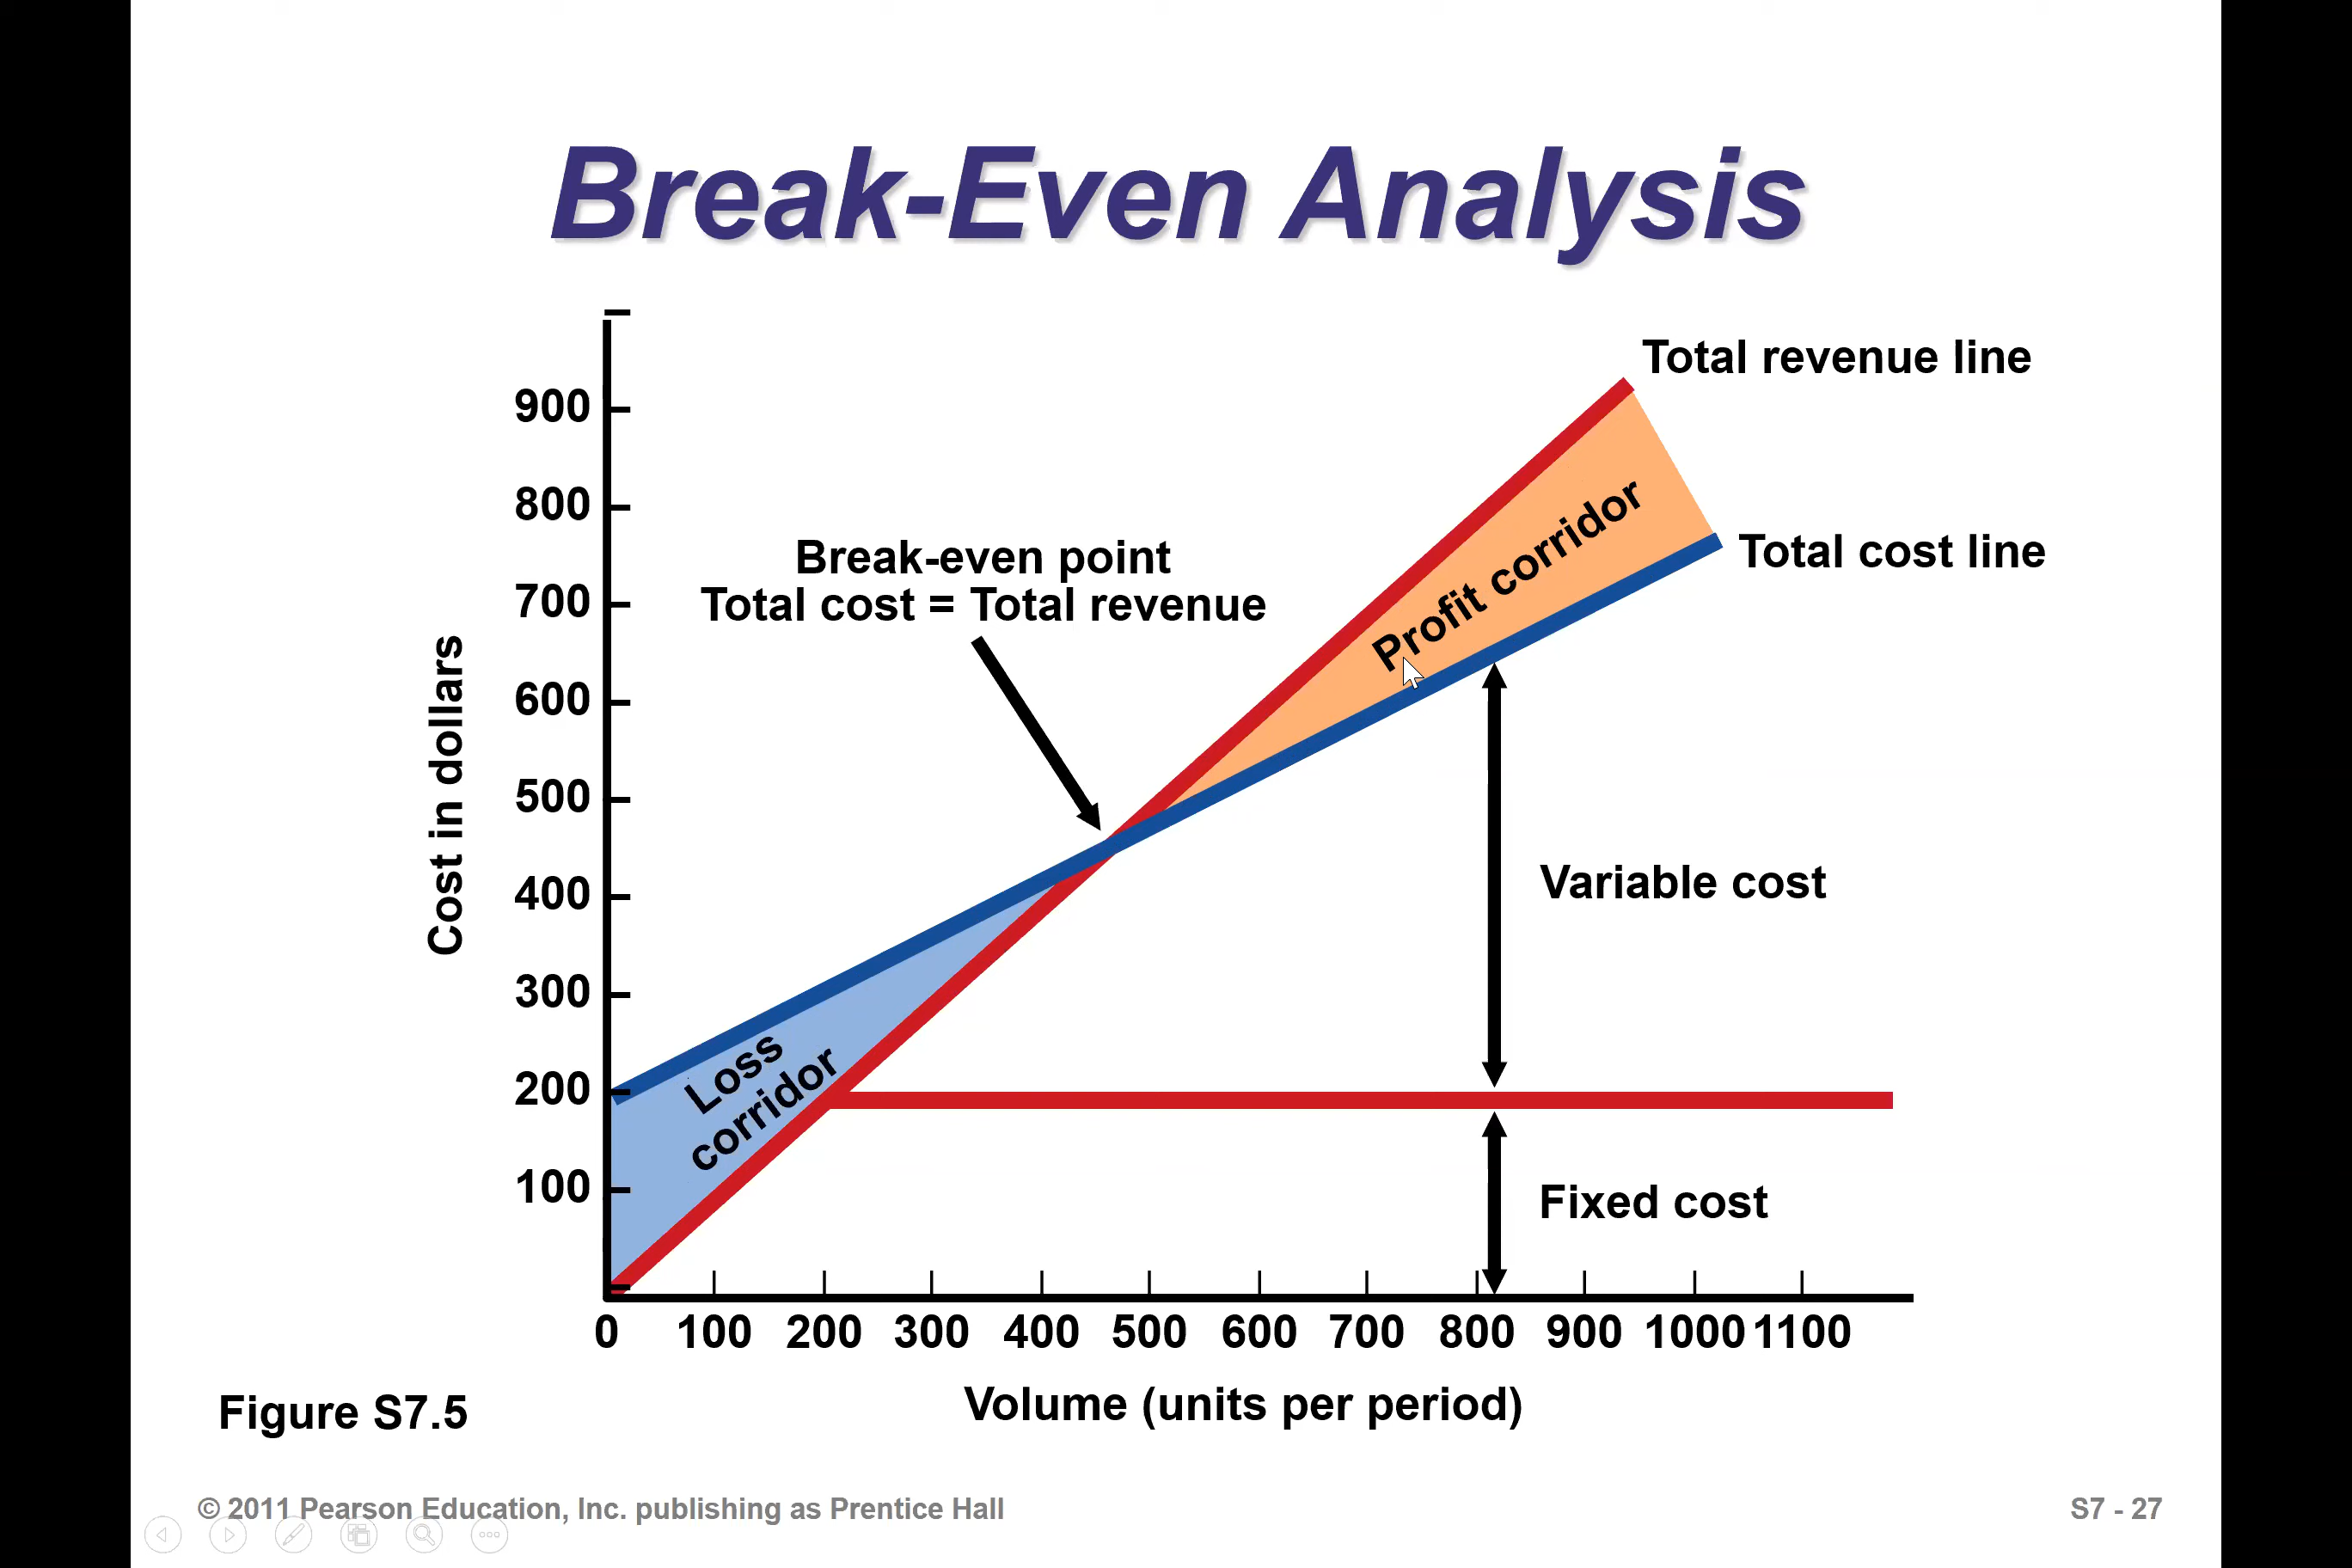 Break-Even Analysis
Total revenue line
900
800
Profit corridor
Total cost line
Break-even point
Total cost = Total revenue
700
600
Cost in dollars
500
Variable cost
400
300
Loss
corridor
200
100
Fixed cost
0 100 200 300 400 500 600 700 800 900 1000 1100
Volume (units per period)
Figure S7.5
© 2011 Pearson Education, Inc. publishing as Prentice Hall
S7 - 27